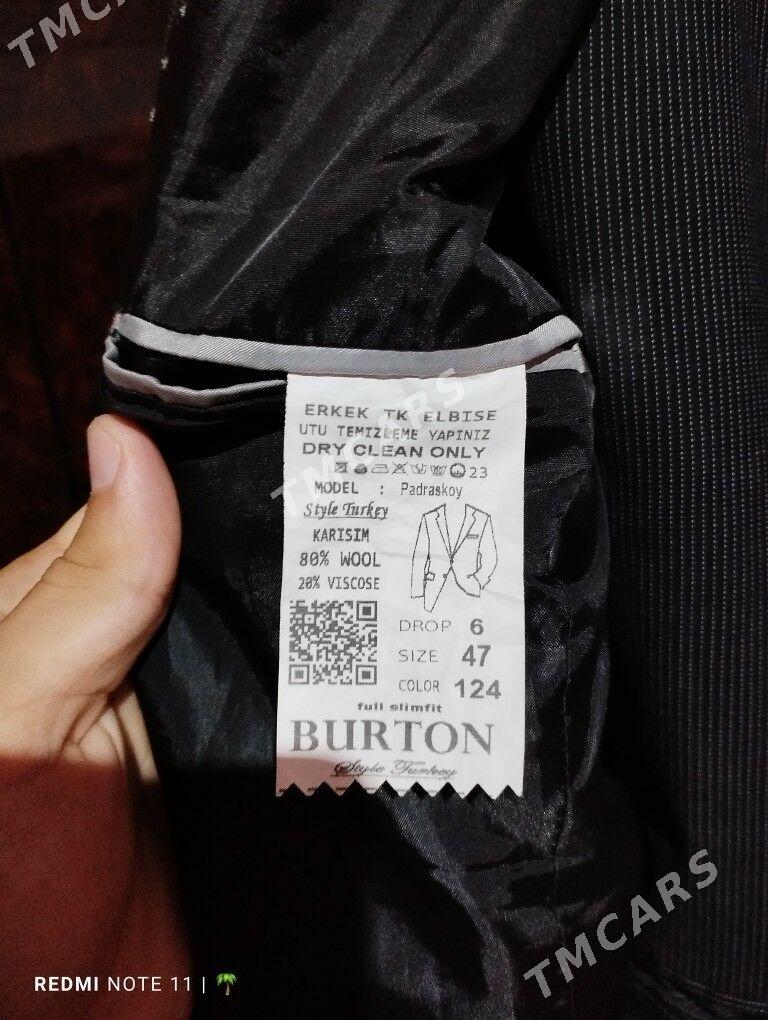 TMCARS
ERKEK TK ELBISE
UTU TEMIZLEME YAPINIZ
DRY CLEAN ONLY
23
MODEL : Padraskoy
Style Turkey
KARISIM
80% WOOL
20% VISCOSE
DROP 6
SIZE 47
COLOR 124
full slimfit
BURTON
Style Turkey
TMCARS
TMCARS
REDMI NOTE 11 |